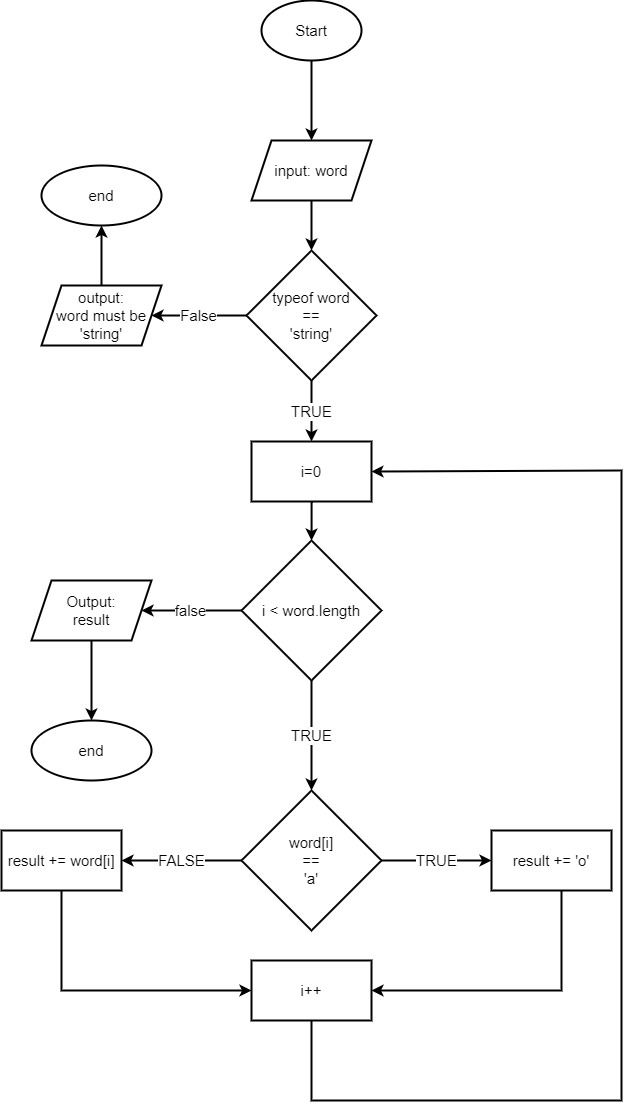 Start
input: word
typeof word
==
'string'
False
output:
word must be
'string'
end
TRUE
i=0
i < word.length
false
Output:
result
end
TRUE
word[i]
==
'a'
FALSE
result += word[i]
TRUE
result += 'o'
i++